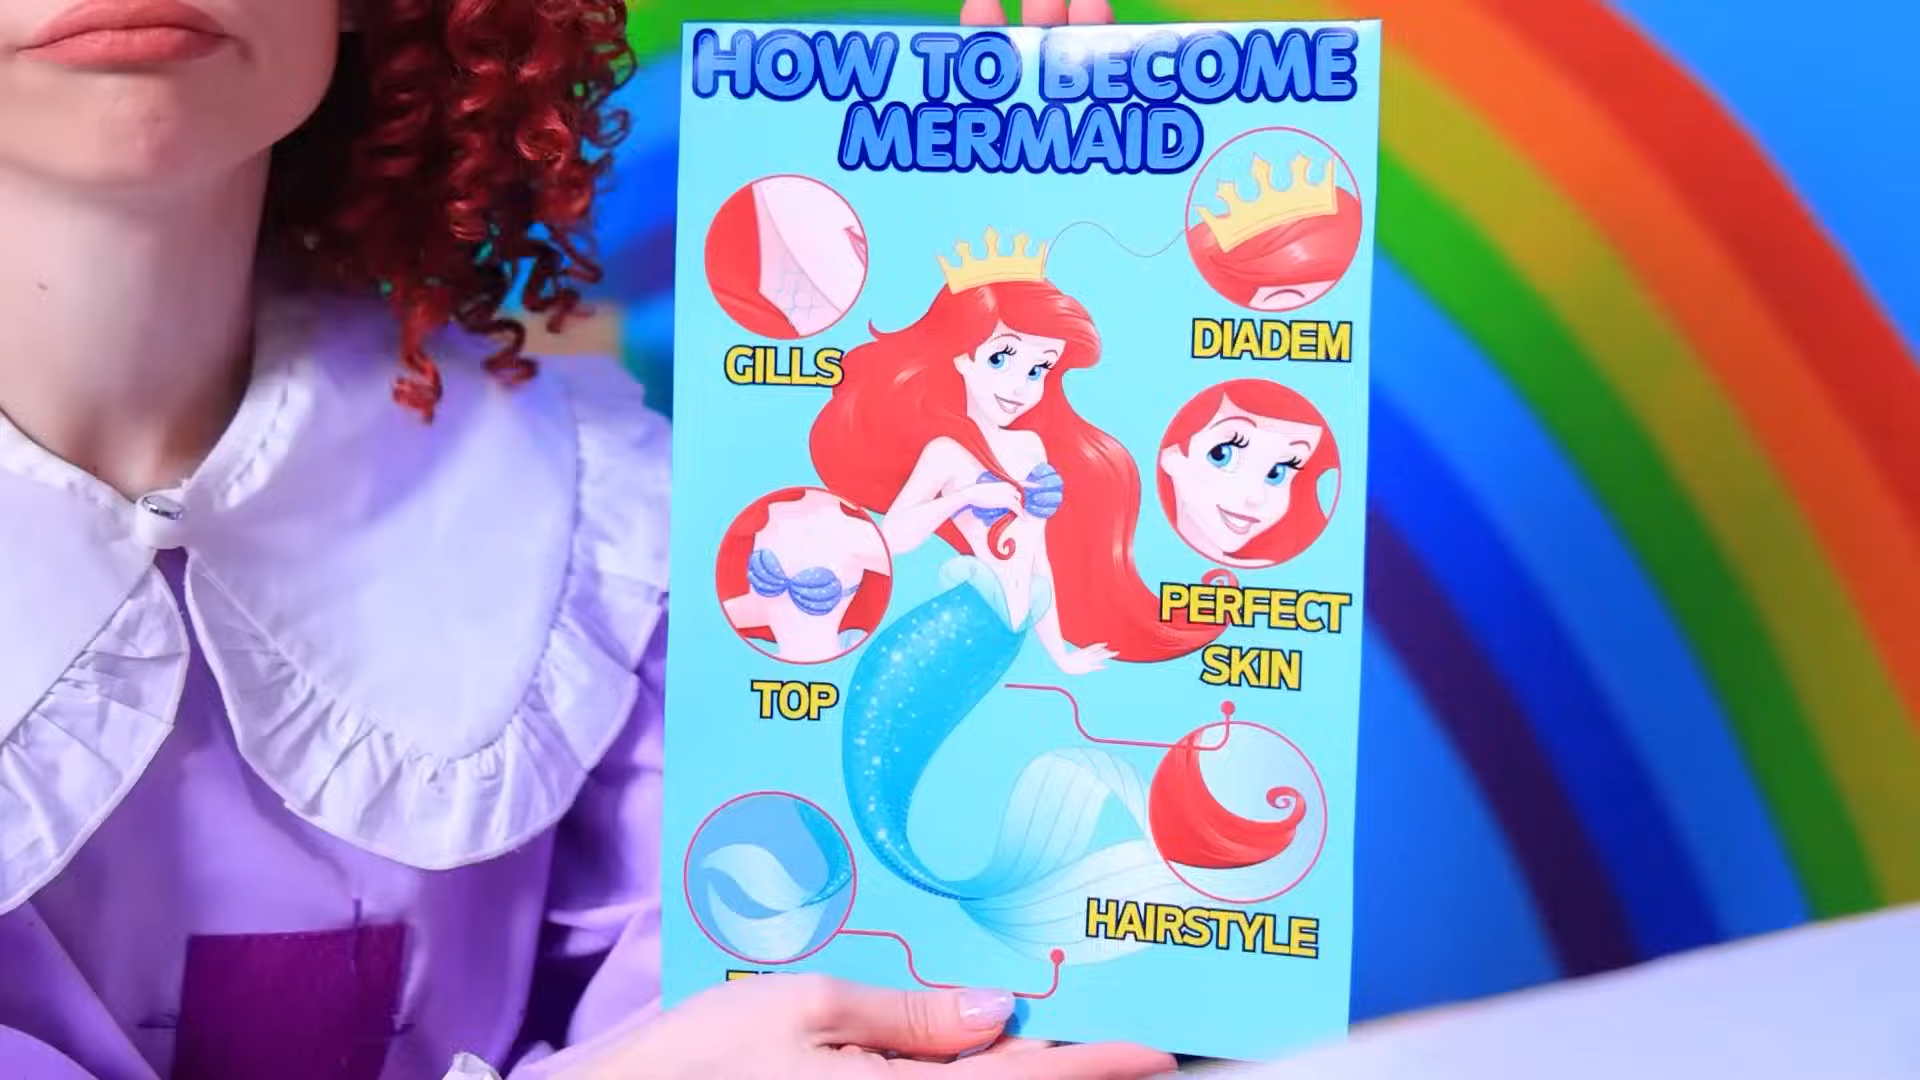 HOW TO BECOME
MERMAID
GILLS
DIADEM
TOP
PERFECT
SKIN
HAIRSTYLE